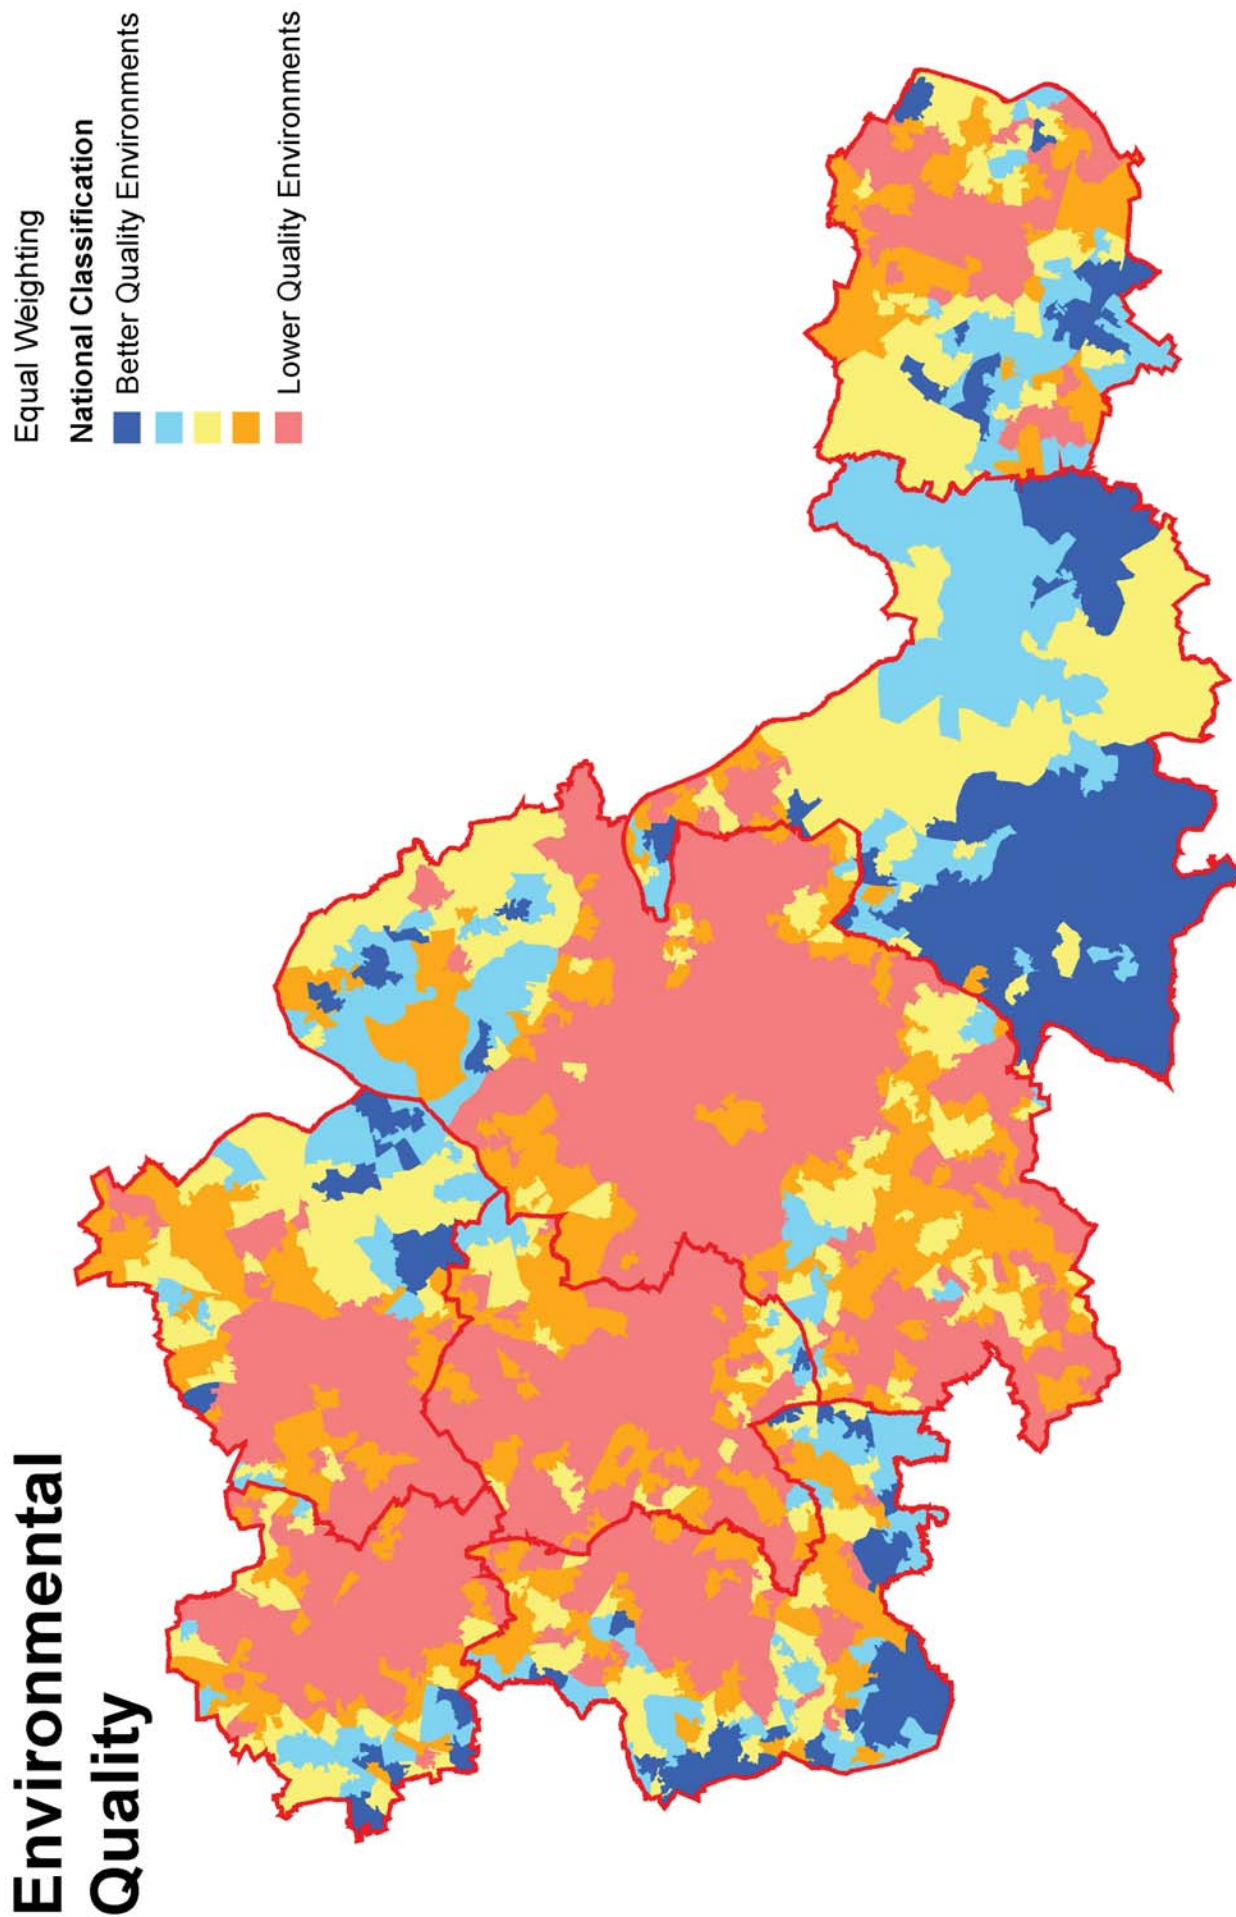 Environmental
Quality
Equal Weighting
National Classification
Better Quality Environments
Lower Quality Environments